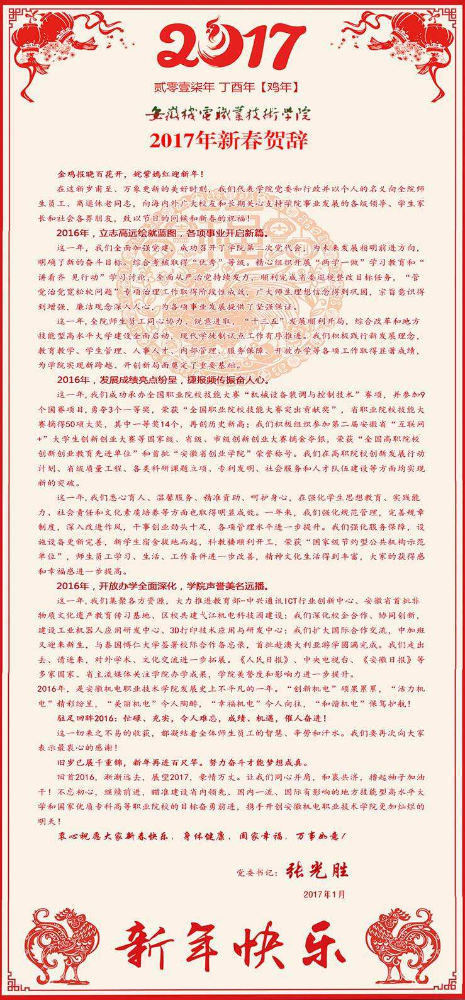 2017
贰零壹柒年 丁酉年【鸡年】
安徽机电职业技术学院
2017年新春贺辞
金鸡报晓百花开，姹紫嫣红迎新年！
在这新岁甫至、万象更新的美好时刻，我们代表学院党委和行政并以个人的名义向全院师
生员工、离退休老同志，向海内外广大校友和长期关心支持学院事业发展的各级领导、学生家
长和社会各界朋友，致以节日的问候和新春的祝福！
2016年，立志高远绘就蓝图，各项事业开启新篇。
这一年，我们全面加强党建，成功召开了学院第二次党代会，为未来发展指明前进方向，
明确了新的奋斗目标。综合考核取得“优秀”等级。精心组织开展“两学一做”学习教育和“
讲看齐 见行动”学习讨论，全面从严治党持续发力，顺利完成省委巡视整改目标任务，“管
党治党宽松软问题”专项治理工作取得阶段性成效，广大师生理想信念得到巩固，宗旨意识得
到增强，廉洁观念深入人心，为各项事业发展提供了坚强保证。
这一年,全院师生员工同心协力、锐意进取，“十三五”发展顺利开局，综合改革和地方
技能型高水平大学建设全面启动，现代学徒制试点工作有序推进。我们积极践行新发展理念，
教育教学、学生管理、人事人才、内部管理、服务保障、开放办学等各项工作取得显著成绩，
为学院实现新跨越、开创新局面奠定了重要基础。
2016年，发展成绩亮点纷呈，捷报频传振奋人心。
这一年,我们成功承办全国职业院校技能大赛“机械设备装调与控制技术”赛项，并参加9
个国赛项目,勇夺3个一等奖，荣获“全国职业院校技能大赛突出贡献奖”，省职业院校技能大
赛摘得50项大奖，其中一等奖14个，再创历史新高；我们积极组织参加第二届安徽省“互联网
+”大学生创新创业大赛等国家级、省级、市级创新创业大赛摘金夺银，荣获“全国高职院校
创新创业教育先进单位”和首批“安徽省创业学院”荣誉称号。我们在高职院校创新发展行动
计划、省级质量工程、各类科研课题立项、专利发明、社会服务和人才队伍建设等方面均实现
新的突破。
这一年,我们悉心育人、温馨服务、精准资助、呵护身心，在强化学生思想教育、实践能
力、社会责任和文化素质培养等方面也取得明显成效。一年来，我们强化规范管理，完善规章
制度，深入改进作风，干事创业劲头十足，各项管理水平进一步提升。我们强化服务保障，设
施设备更新完善，新学生宿舍拔地而起，科教楼顺利开工，荣获“国家级节约型公共机构示范
单位”，师生员工学习、生活、工作条件进一步改善，精神文化生活得到丰富，大家的获得感
和幸福感进一步提高。
2016年，开放办学全面深化，学院声誉美名远播。
这一年,我们集聚各方资源，大力推进教育部-中兴通讯ICT行业创新中心、安徽省首批非
物质文化遗产教育传习基地、区校共建弋江机电科技园建设；我们深化校企合作、协同创新，
建设工业机器人应用研发中心、3D打印技术应用与研发中心；我们扩大国际合作交流，中加班
又迎来新生，与泰国博仁大学签署校际合作备忘录，首批赴澳大利亚游学圆满完成。我们走出
去、请进来，对外学术、文化交流进一步拓展。《人民日报》、中央电视台、《安徽日报》等
多家国家、省主流媒体关注学院办学成果，学院美誉度和影响力进一步提升。
2016年，是安徽机电职业技术学院发展史上不平凡的一年。“创新机电”硕果累累，“活力机
电”精彩纷呈，“美丽机电”令人陶醉，“幸福机电”令人向往，“和谐机电”保驾护航！
驻足回眸2016：忙碌、充实，令人难忘，成绩、机遇，催人奋进！
这一切来之不易的收获，都凝结着全体师生员工的智慧、辛劳和汗水。我们要再次向大家
表示最衷心的感谢！
旧岁已展千重锦，新年再进百尺竿。努力奋斗才能梦想成真。
回首2016，渐渐远去，展望2017，豪情万丈。让我们同心并肩，和衷共济，撸起袖子加油
干！不忘初心，继续前进，瞄准建设省内领先、国内一流、国际有影响的地方技能型高水平大
学和国家优质专科高等职业院校的目标奋勇前进，携手开创安徽机电职业技术学院更加灿烂的
明天！
衷心祝愿大家新春快乐，身体健康，阖家幸福，万事如意！
党委书记：张光胜
2017年1月
新年快乐